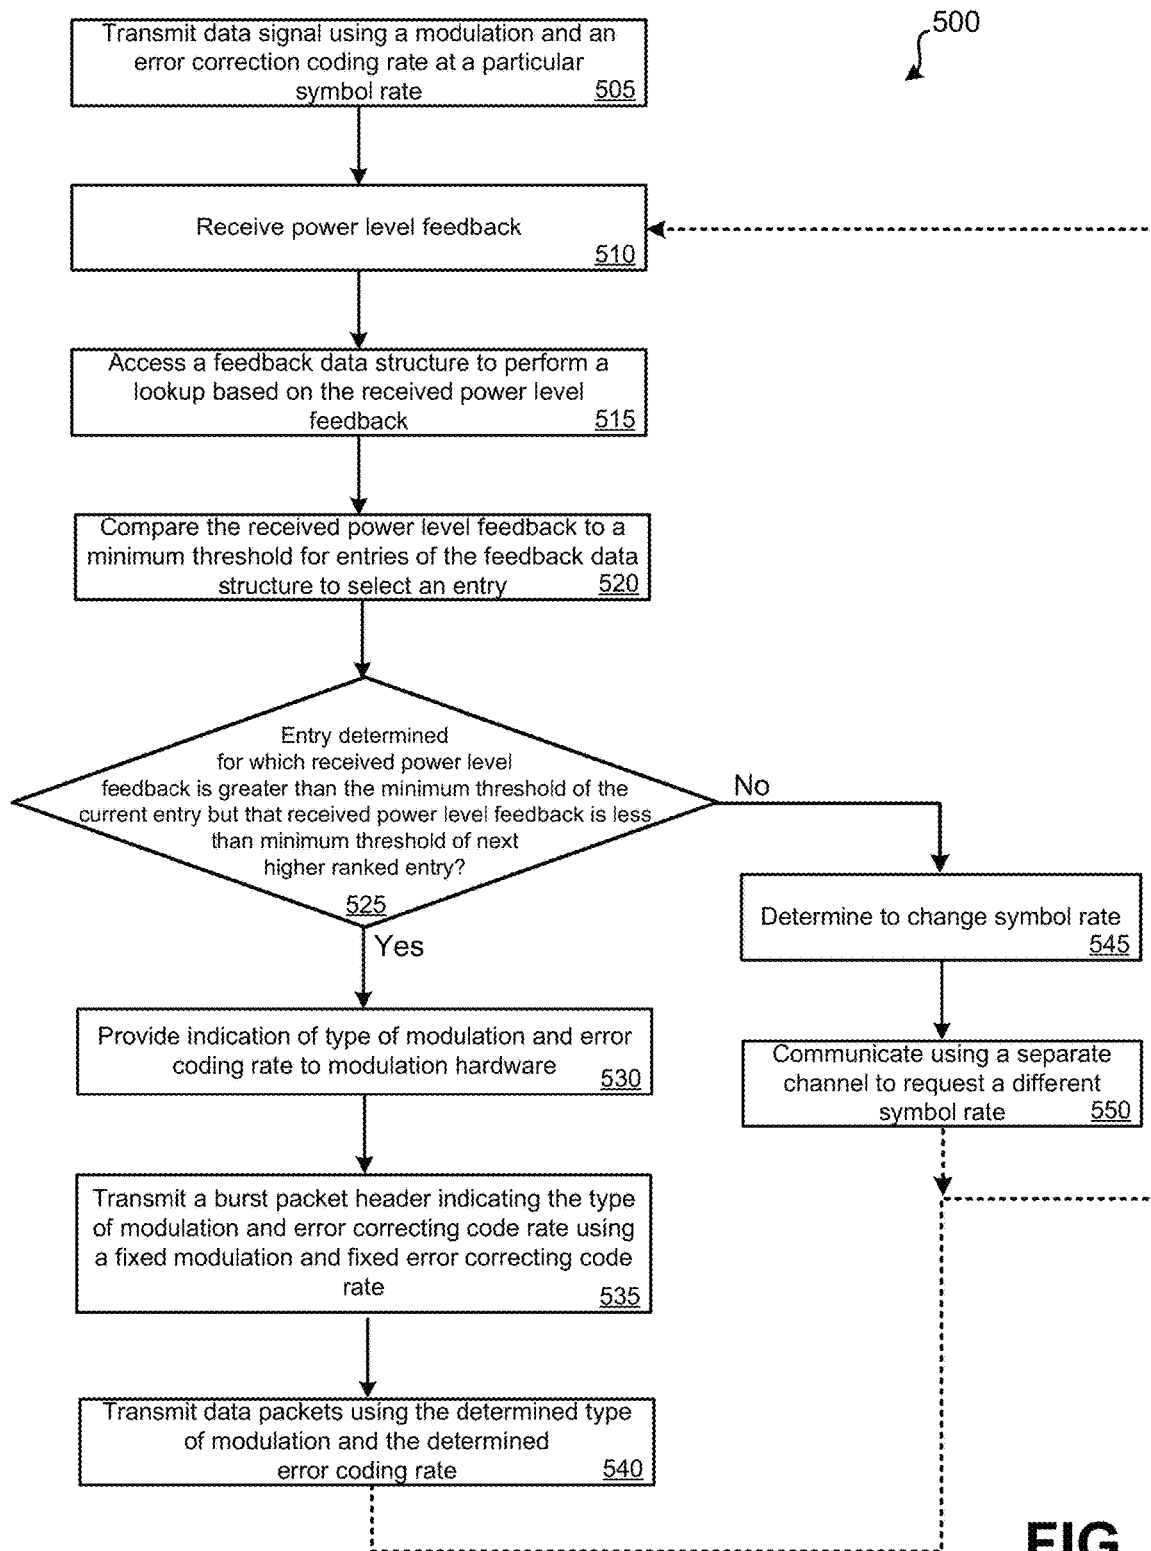 500
Transmit data signal using a modulation and an
error correction coding rate at a particular
symbol rate
505
Receive power level feedback
510
Access a feedback data structure to perform a
lookup based on the received power level
feedback
515
Compare the received power level feedback to a
minimum threshold for entries of the feedback data
structure to select an entry
520
Entry determined
for which received power level
feedback is greater than the minimum threshold of the
current entry but that received power level feedback is less
than minimum threshold of next
higher ranked entry?
525
No
Yes
Determine to change symbol rate
545
Provide indication of type of modulation and error
coding rate to modulation hardware
530
Communicate using a separate
channel to request a different
symbol rate
550
Transmit a burst packet header indicating the type
of modulation and error correcting code rate using
a fixed modulation and fixed error correcting code
rate
535
Transmit data packets using the determined type
of modulation and the determined
error coding rate
540
FIG